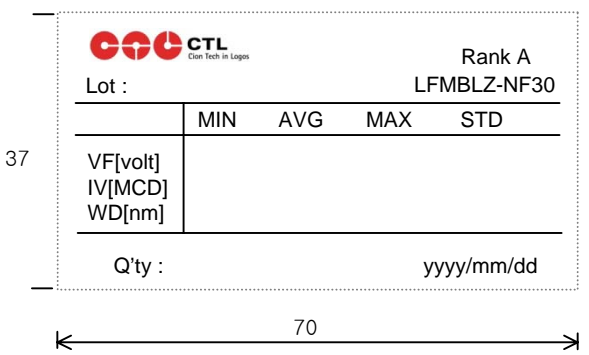 CTL
Cion Tech in Logos
Rank A
Lot :
LFMBLZ-NF30
MIN AVG MAX STD
37
VF[volt]
IV[MCD]
WD[nm]
Q’ty :
yyyy/mm/dd
70